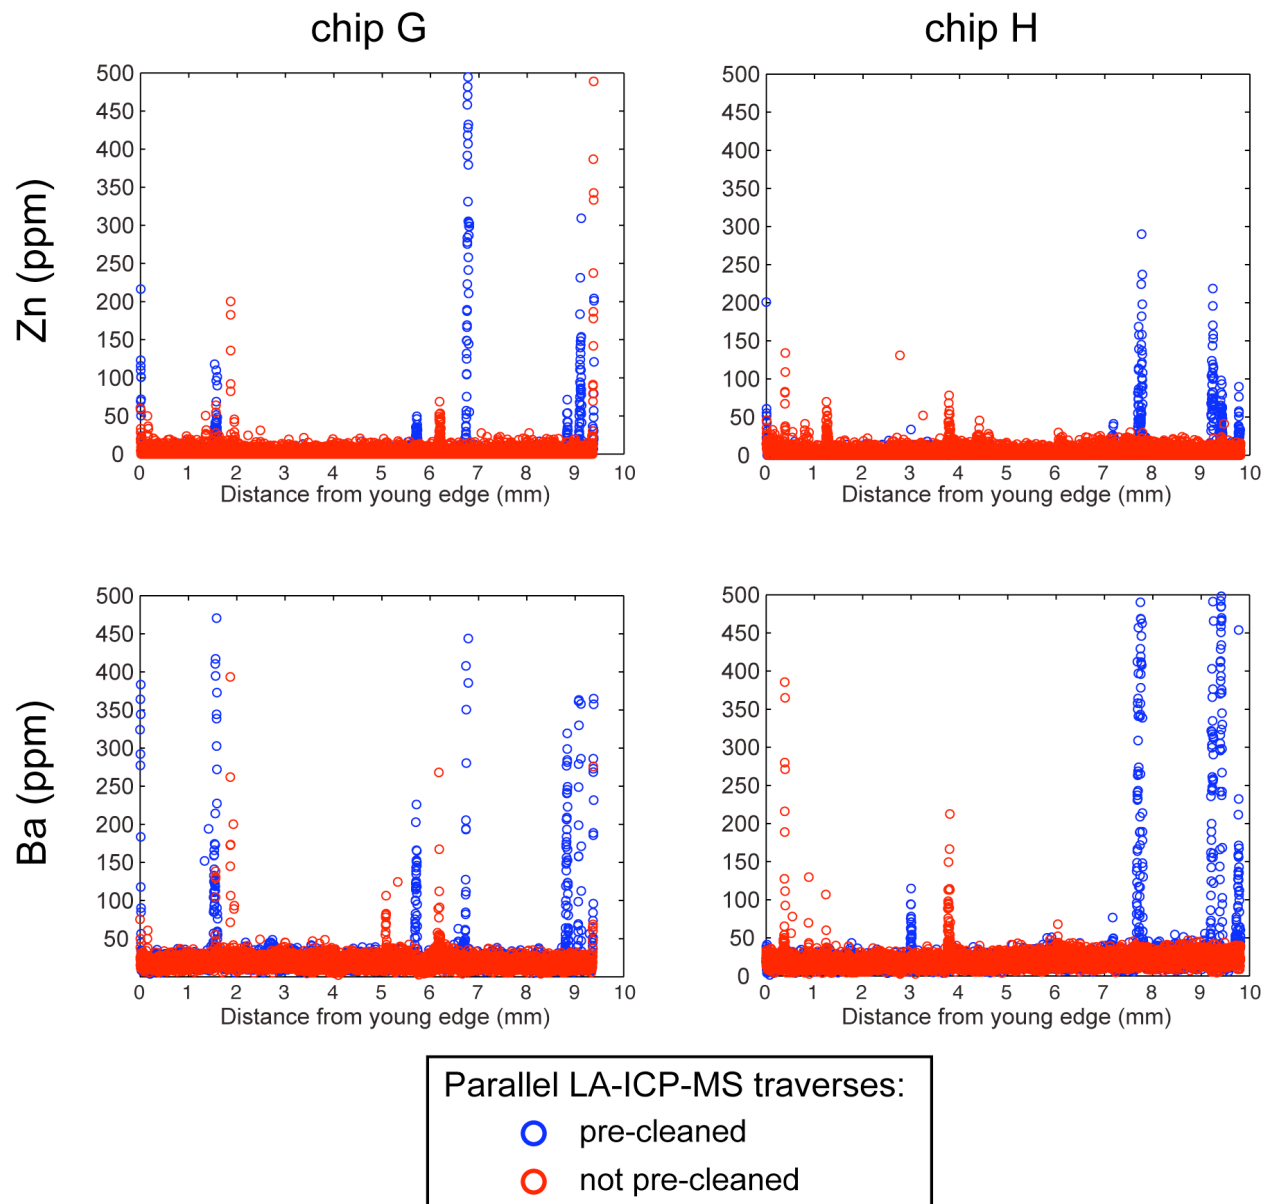 chip G
chip H
Zn (ppm)
500
450
400
350
300
250
200
150
100
50
0
0 1 2 3 4 5 6 7 8 9 10
Distance from young edge (mm)
500
450
400
350
300
250
200
150
100
50
0
0 1 2 3 4 5 6 7 8 9 10
Distance from young edge (mm)
Ba (ppm)
500
450
400
350
300
250
200
150
100
50
0
0 1 2 3 4 5 6 7 8 9 10
Distance from young edge (mm)
500
450
400
350
300
250
200
150
100
50
0
0 1 2 3 4 5 6 7 8 9 10
Distance from young edge (mm)
Parallel LA-ICP-MS traverses:
pre-cleaned
not pre-cleaned